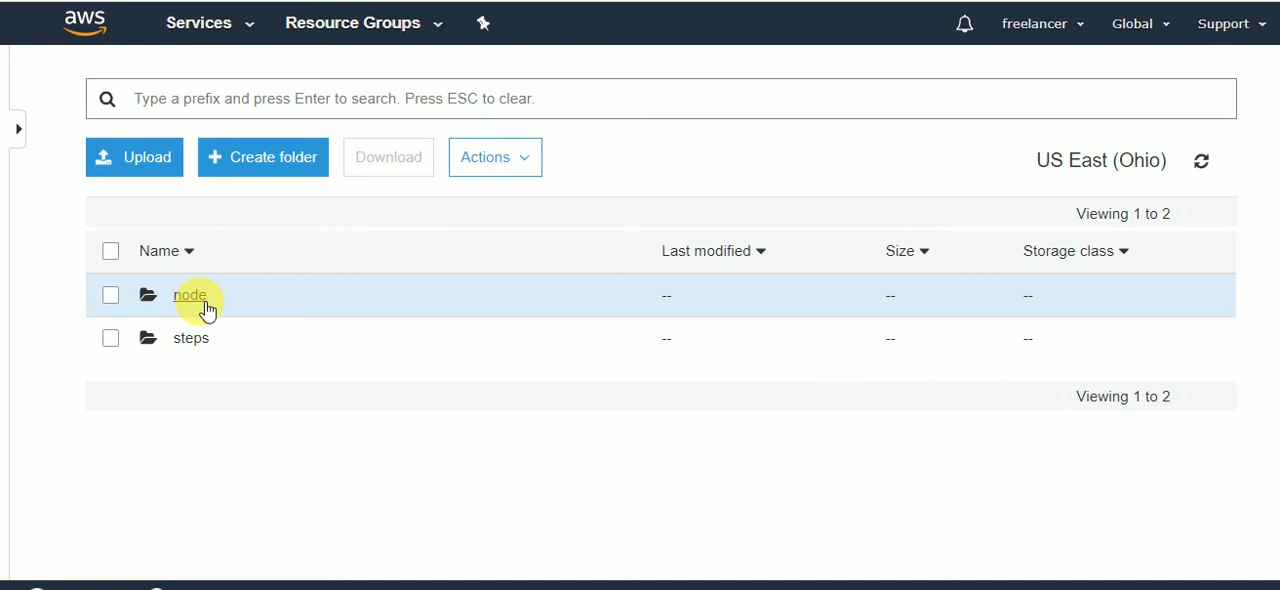 aws Services Resource Groups freelancer Global Support
Type a prefix and press Enter to search. Press ESC to clear.
Upload Create folder Download Actions US East (Ohio)
Viewing 1 to 2
Name Last modified Size Storage class
node -- -- --
steps -- -- --
Viewing 1 to 2